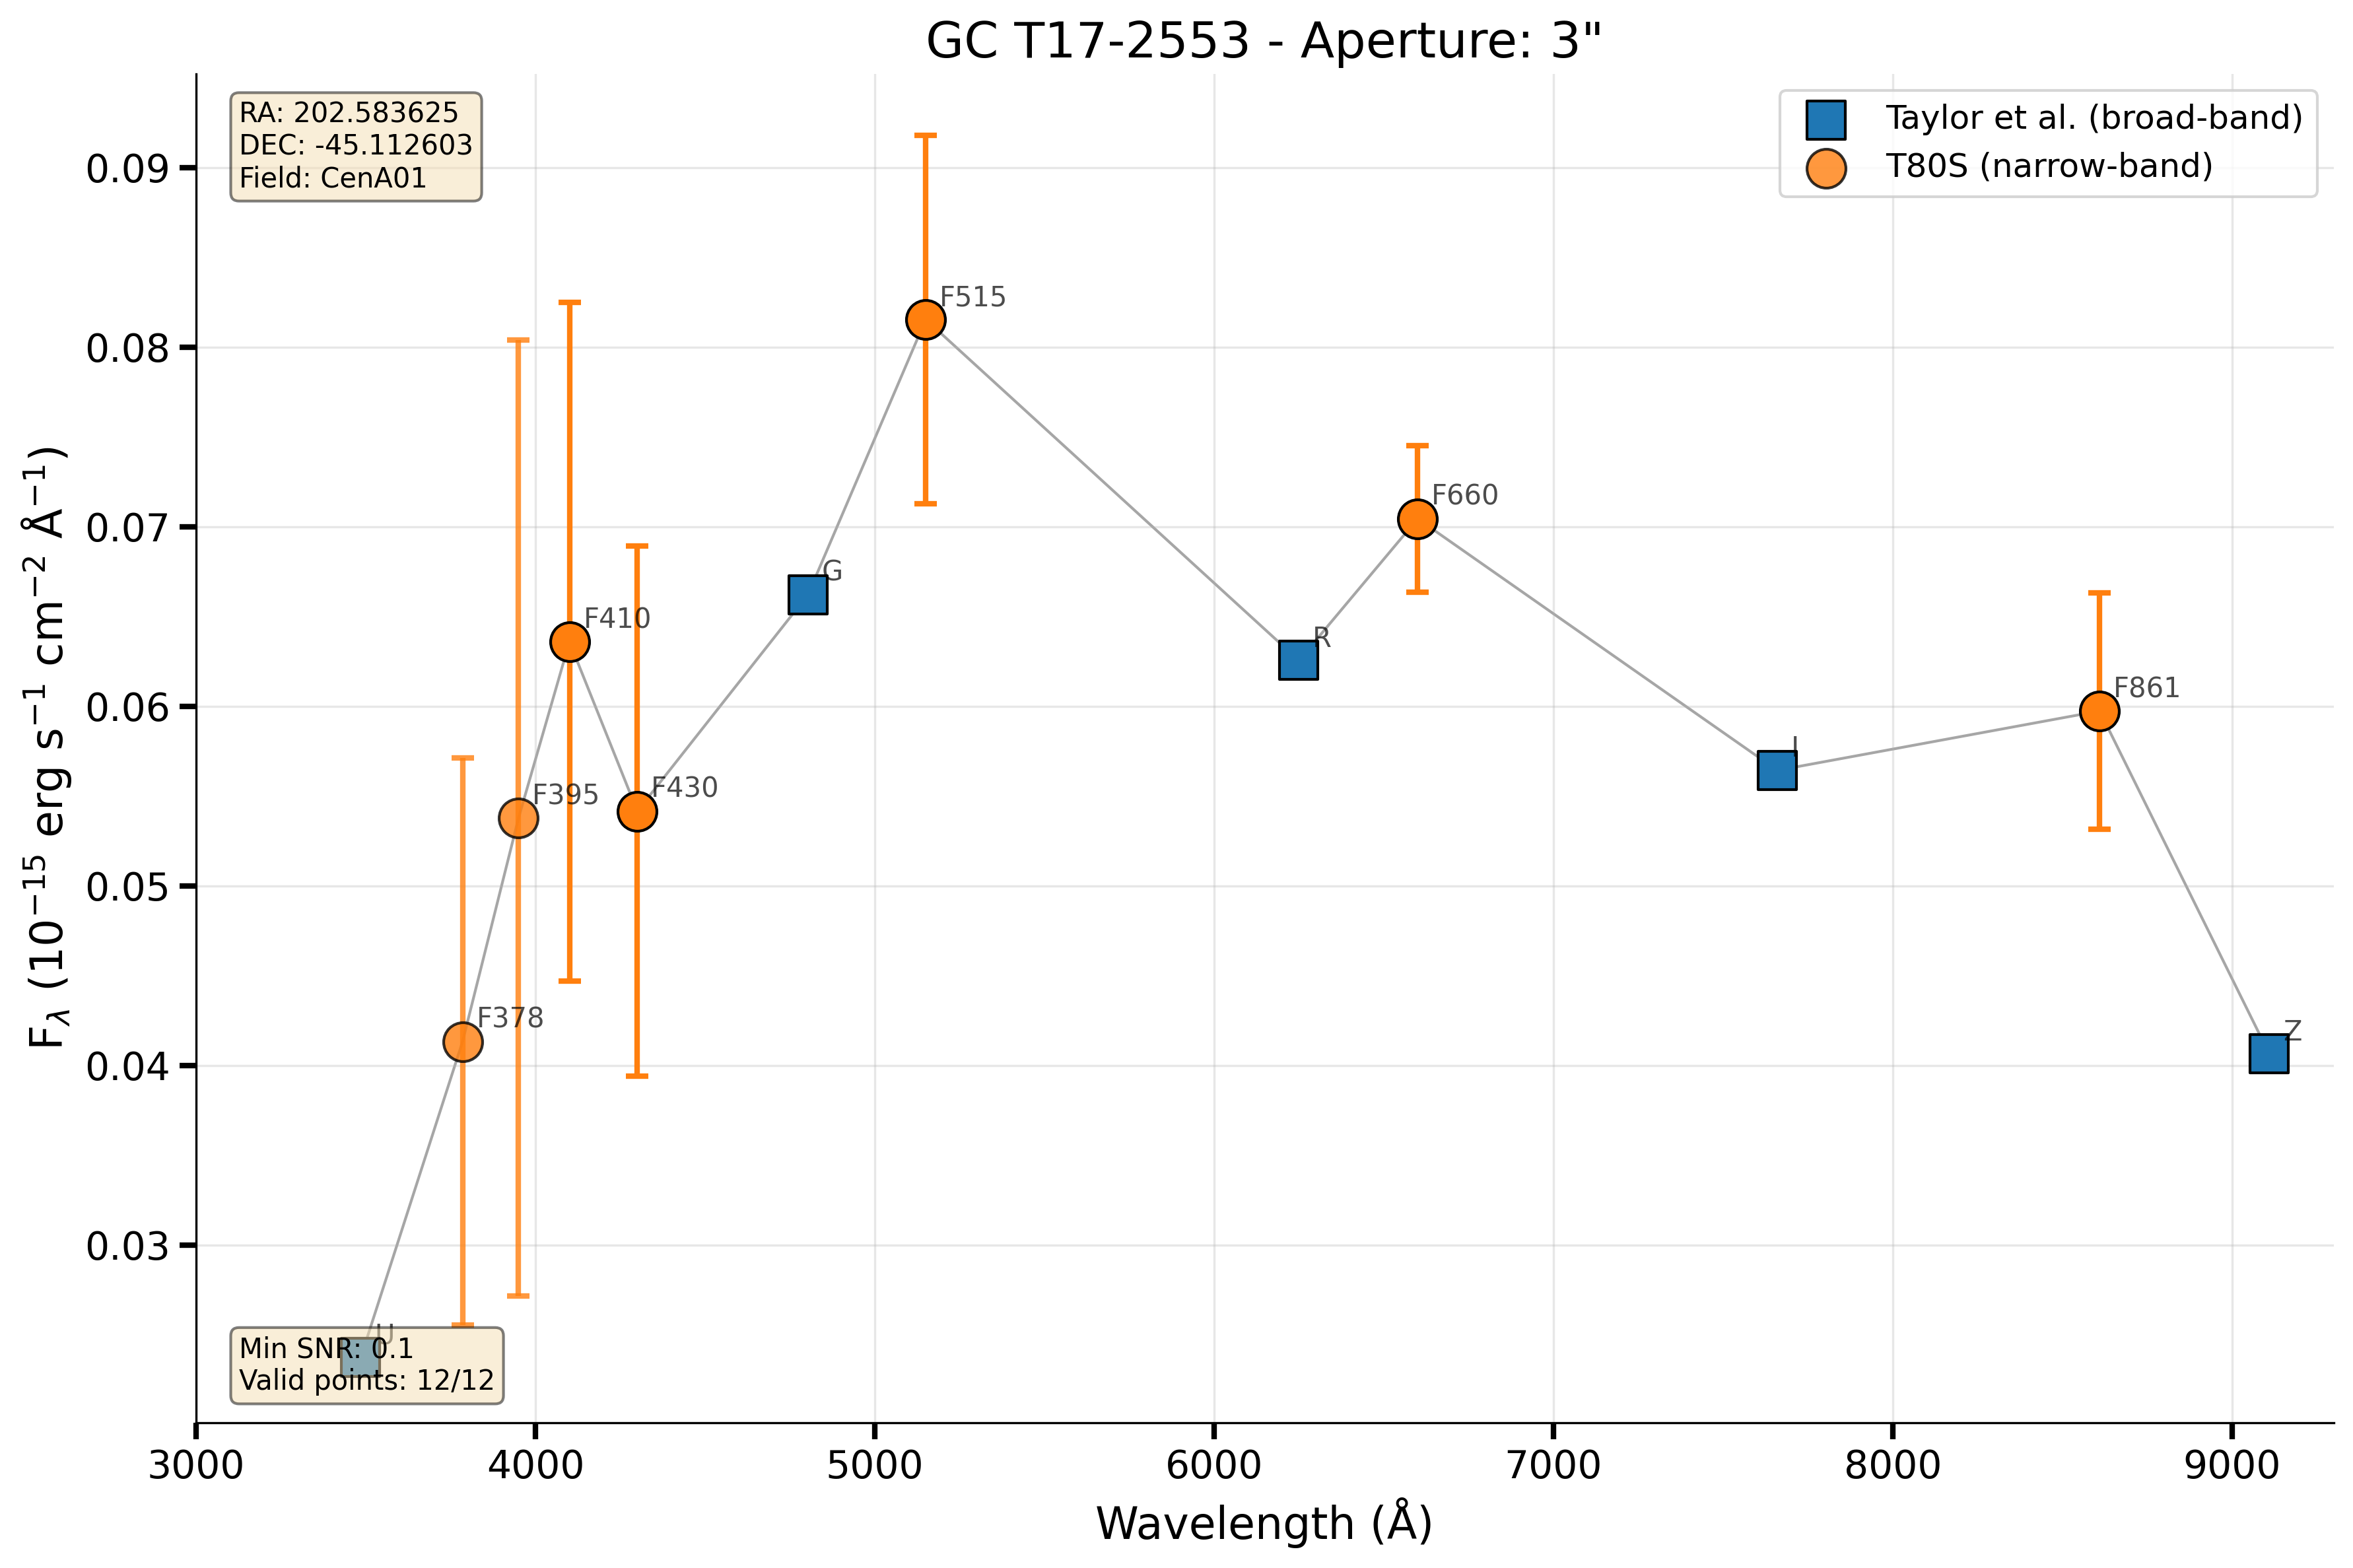 GC T17-2553 - Aperture: 3"
RA: 202.583625
DEC: -45.112603
Field: CenA01
Taylor et al. (broad-band)
T80S (narrow-band)
F_λ (10⁻¹⁵ erg s⁻¹ cm⁻² Å⁻¹)
0.09
0.08
0.07
0.06
0.05
0.04
0.03
F515
F660
G
F410
R
F861
I
F430
F395
F378
Z
U
Min SNR: 0.1
Valid points: 12/12
3000
4000
5000
6000
7000
8000
9000
Wavelength (Å)